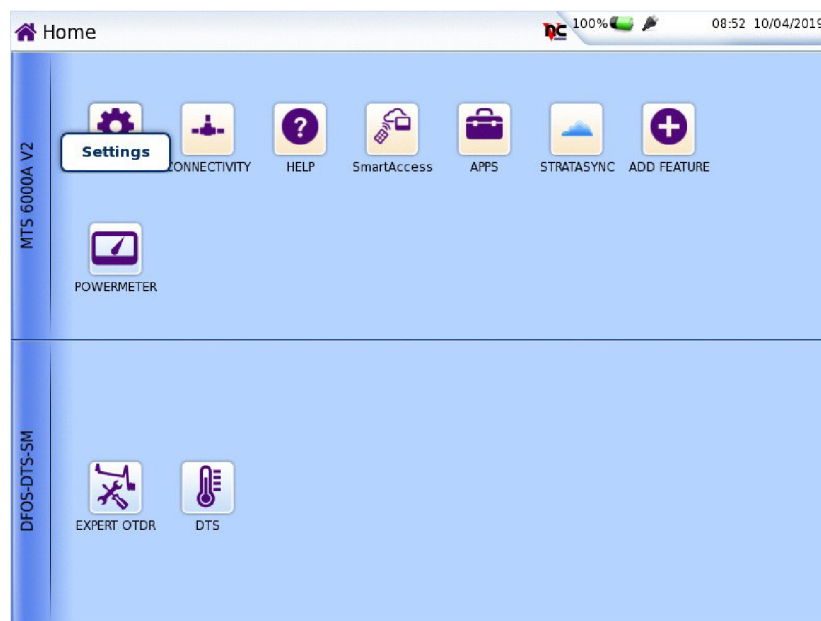 Home
100%
08:52 10/04/2019
MTS 6000A V2
Settings
CONNECTIVITY
HELP
SmartAccess
APPS
STRATASYNC
ADD FEATURE
POWERMETER
DFOS-DTS-SM
EXPERT OTDR
DTS